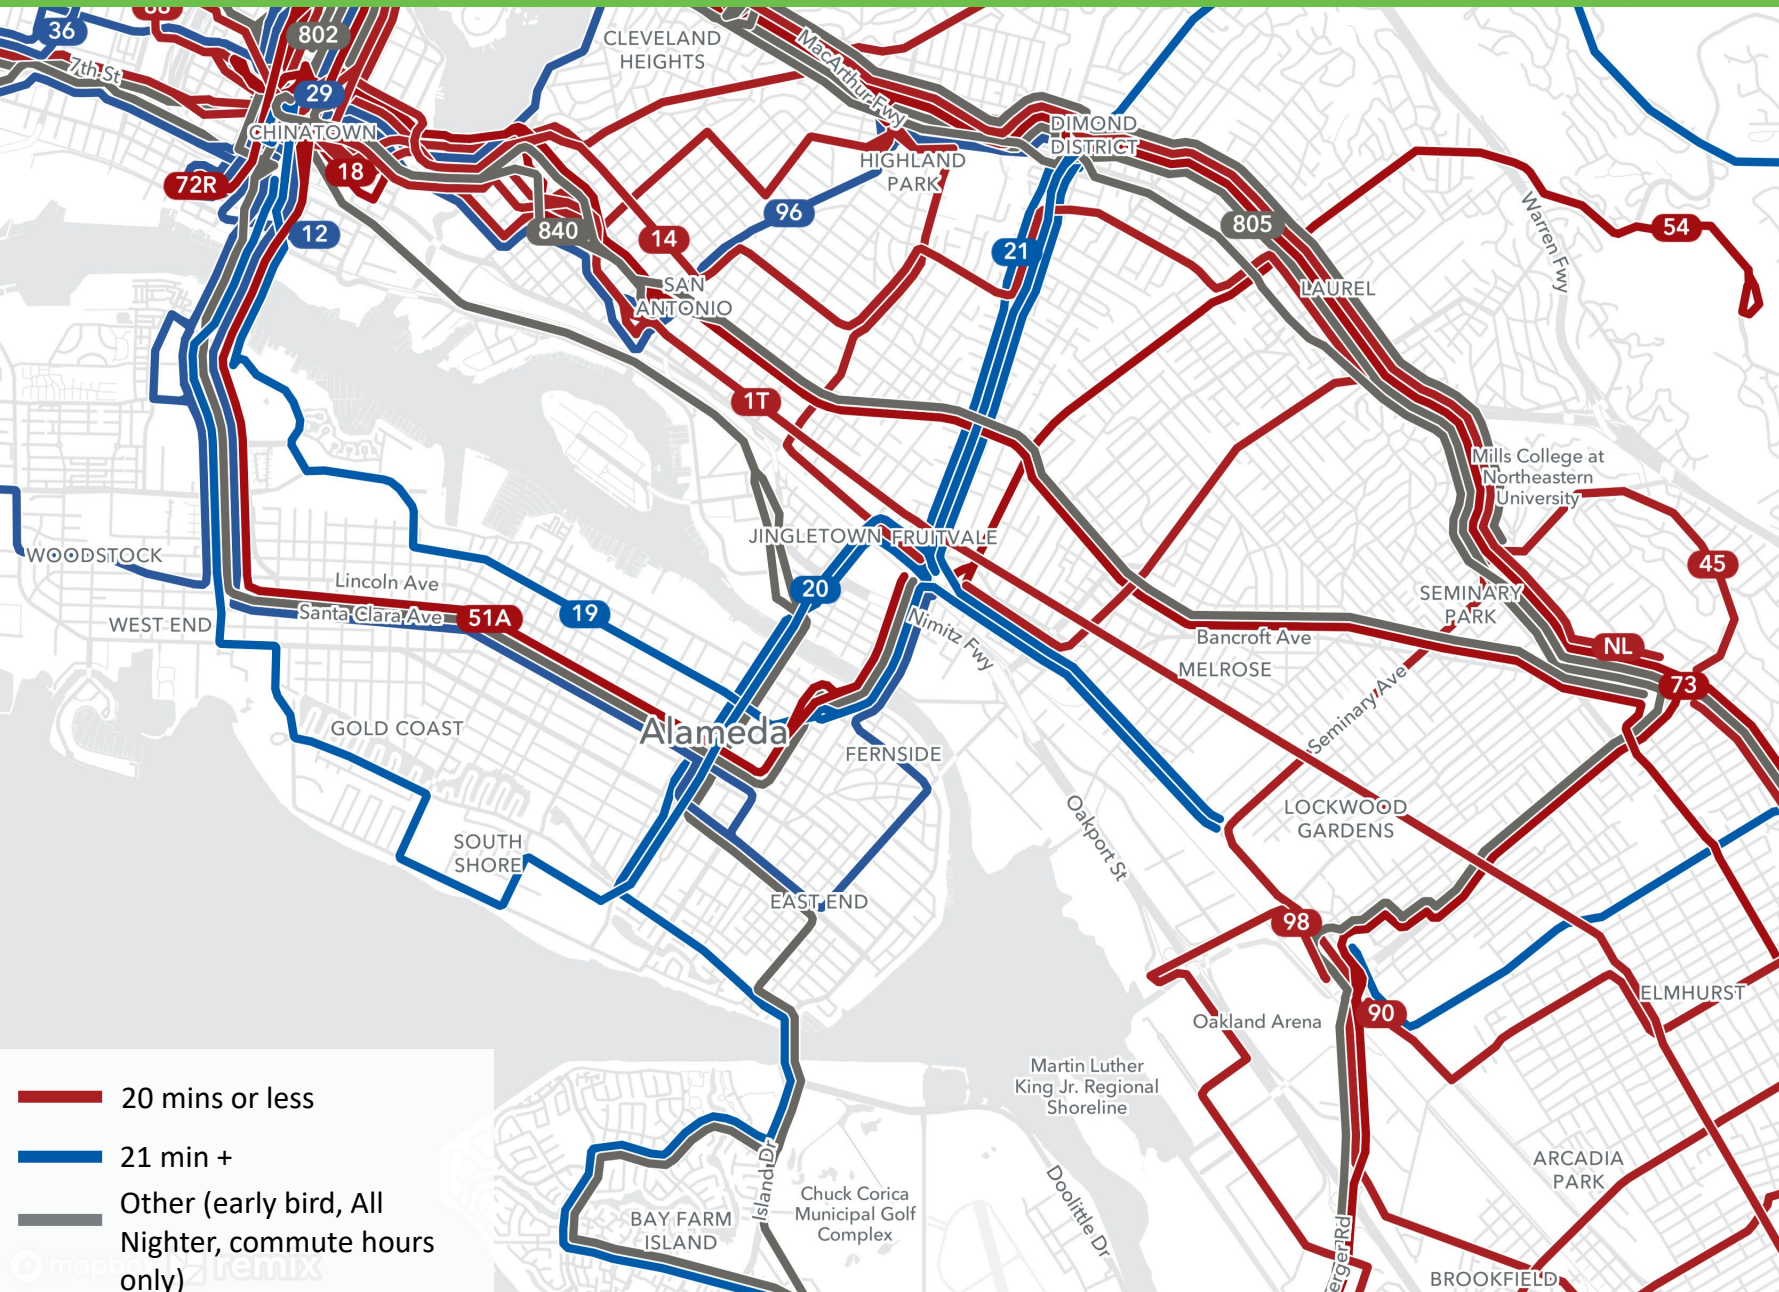 36
802
7th St
29
CHINATOWN
18
72R
12
CLEVELAND
HEIGHTS
MacArthur Fwy
DIMOND
DISTRICT
HIGHLAND
PARK
96
840
14
21
805
SAN
ANTONIO
LAUREL
Warren Fwy
54
1T
Mills College at
Northeastern
University
JINGLETOWN
FRUITVALE
WOODSTOCK
Lincoln Ave
Santa Clara Ave
51A
19
20
WEST END
Nimitz Fwy
45
SEMINARY
PARK
Bancroft Ave
MELROSE
NL
73
Seminary Ave
GOLD COAST
Alameda
FERNSIDE
SOUTH
SHORE
EAST END
Oakport St
LOCKWOOD
GARDENS
98
90
ELMHURST
Oakland Arena
Martin Luther
King Jr. Regional
Shoreline
ARCADIA
PARK
Island Dr
Chuck Corica
Municipal Golf
Complex
Doolittle Dr
BAY FARM
ISLAND
BROOKFIELD
20 mins or less
21 min +
Other (early bird, All
Nighter, commute hours
only)
mapbox
remix